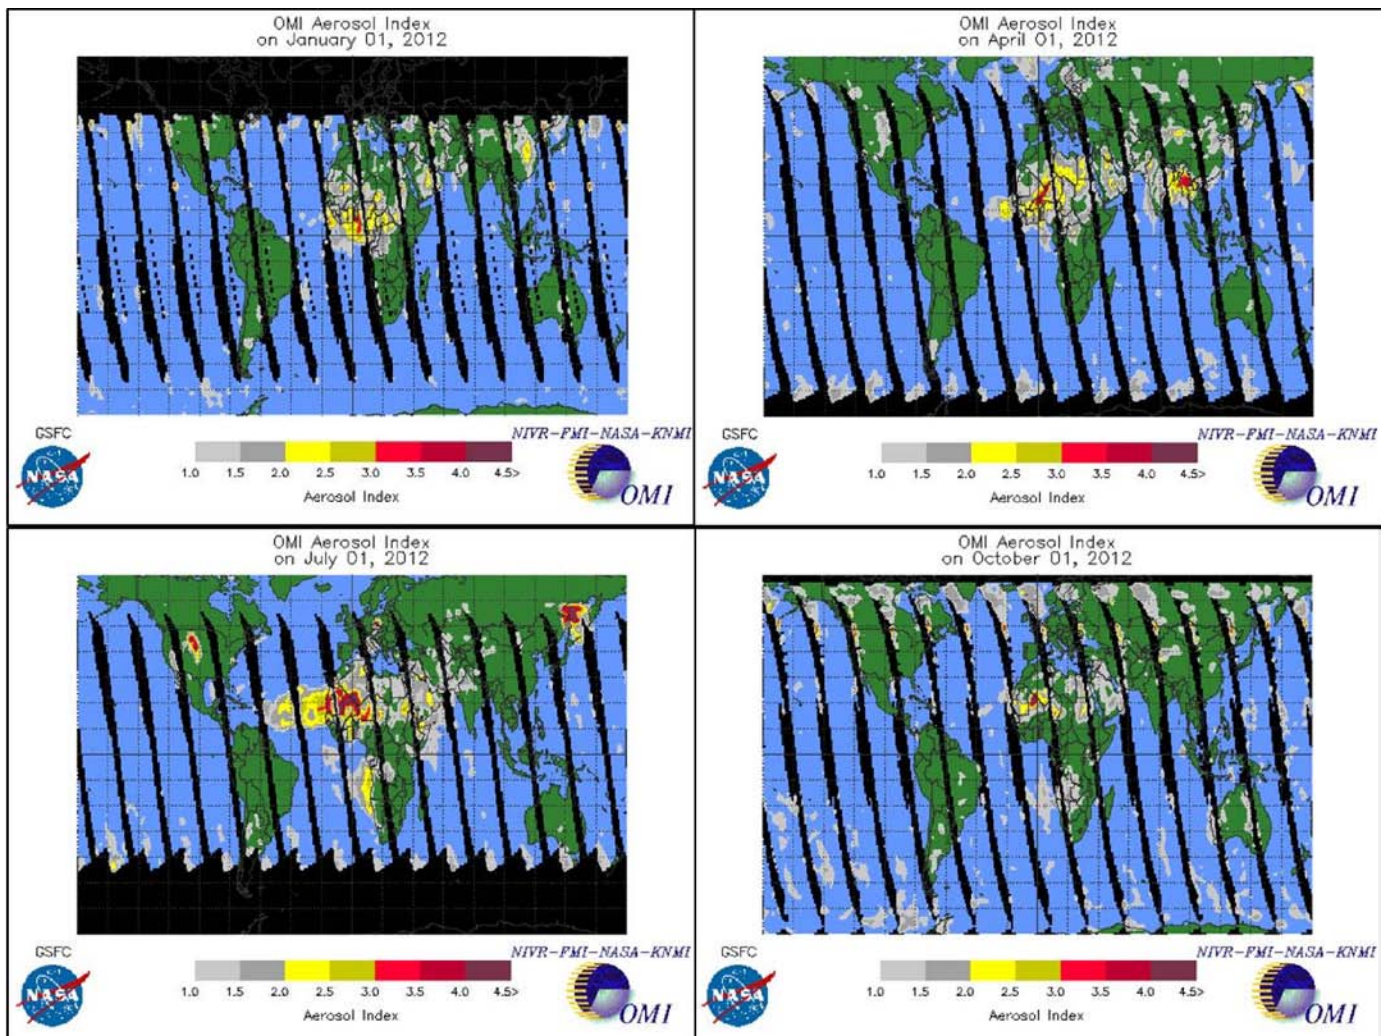 OMI Aerosol Index
on January 01, 2012
GSFC
NASA
1.0 1.5 2.0 2.5 3.0 3.5 4.0 4.5>
Aerosol Index
NIVR-FMI-NASA-KNMI
OMI
OMI Aerosol Index
on April 01, 2012
GSFC
NASA
1.0 1.5 2.0 2.5 3.0 3.5 4.0 4.5>
Aerosol Index
NIVR-FMI-NASA-KNMI
OMI
OMI Aerosol Index
on July 01, 2012
GSFC
NASA
1.0 1.5 2.0 2.5 3.0 3.5 4.0 4.5>
Aerosol Index
NIVR-FMI-NASA-KNMI
OMI
OMI Aerosol Index
on October 01, 2012
GSFC
NASA
1.0 1.5 2.0 2.5 3.0 3.5 4.0 4.5>
Aerosol Index
NIVR-FMI-NASA-KNMI
OMI